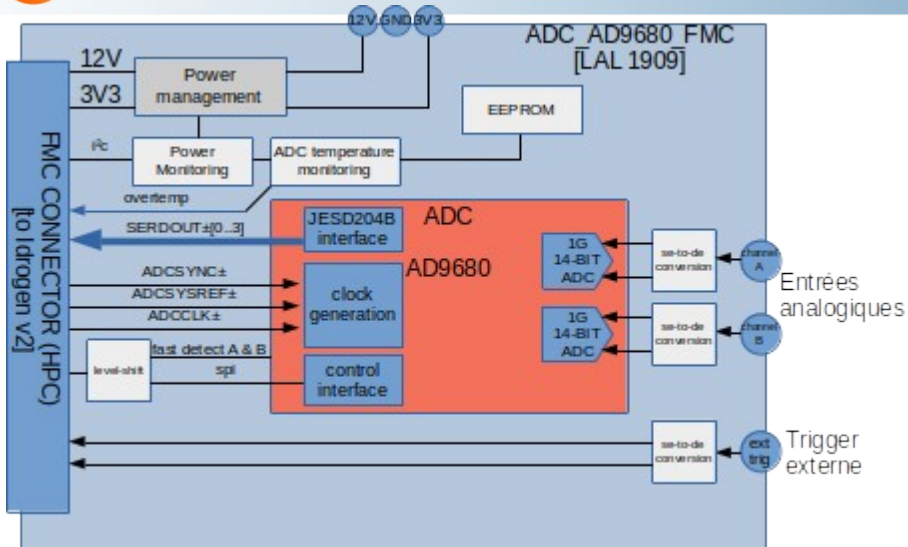 12V GND 3V3
ADC_AD9680_FMC
[LAL 1909]
12V
3V3
Power
management
EEPROM
I²c
Power
Monitoring
ADC temperature
monitoring
overtemp
FMC CONNECTOR (HPC)
[to Idrogen v2]
SERDOUT±[0..3]
JESD204B
interface
ADC
AD9680
ADCSYNC±
ADCSYSREF±
ADCCLK±
clock
generation
1G
14-BIT
ADC
se-to-de
conversion
channel
A
1G
14-BIT
ADC
se-to-de
conversion
channel
B
Entrées
analogiques
level-shift
fast detect A & B
spi
control
interface
se-to-de
conversion
ext
trig
Trigger
externe